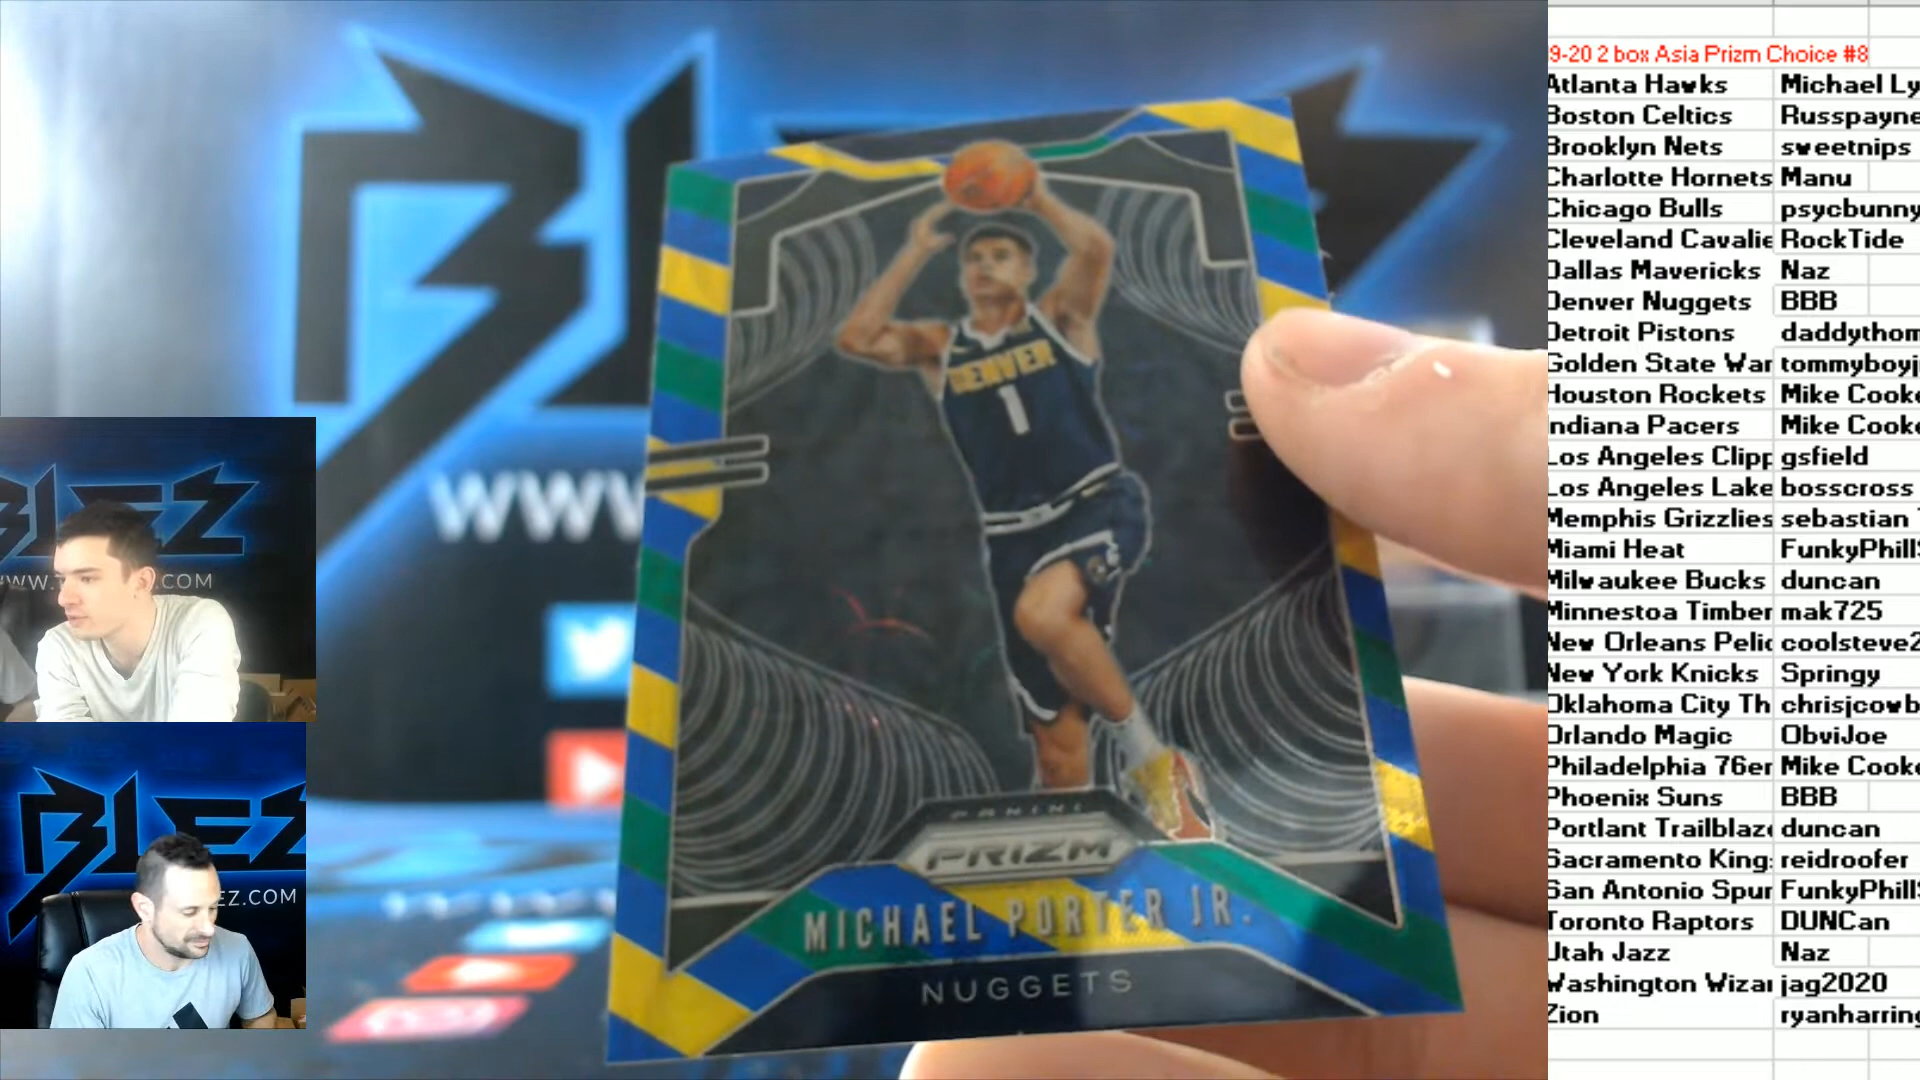 BLEZ
WWW
DENVER
1
PANINI
PRIZM
MICHAEL PORTER JR.
NUGGETS
BLEZ
WWW.T .COM
BLEZ
EZ.COM
9-20 2 box Asia Prizm Choice #8
Atlanta Hawks Michael Ly
Boston Celtics Russpayne
Brooklyn Nets sweetnips
Charlotte Hornets Manu
Chicago Bulls psycbunny
Cleveland Cavalie RockTide
Dallas Mavericks Naz
Denver Nuggets BBB
Detroit Pistons daddythom
Golden State War tommyboyj
Houston Rockets Mike Cooke
Indiana Pacers Mike Cooke
Los Angeles Clipp gsfield
Los Angeles Lake bosscross
Memphis Grizzlies sebastian
Miami Heat FunkyPhill
Milwaukee Bucks duncan
Minnestoa Timber mak725
New Orleans Pelic coolsteve2
New York Knicks Springy
Oklahoma City Th chrisjcowb
Orlando Magic ObviJoe
Philadelphia 76er Mike Cooke
Phoenix Suns BBB
Portlant Trailblaze duncan
Sacramento King reidroofer
San Antonio Spur FunkyPhill
Toronto Raptors DUNCan
Utah Jazz Naz
Washington Wizar jag2020
Zion ryanharring